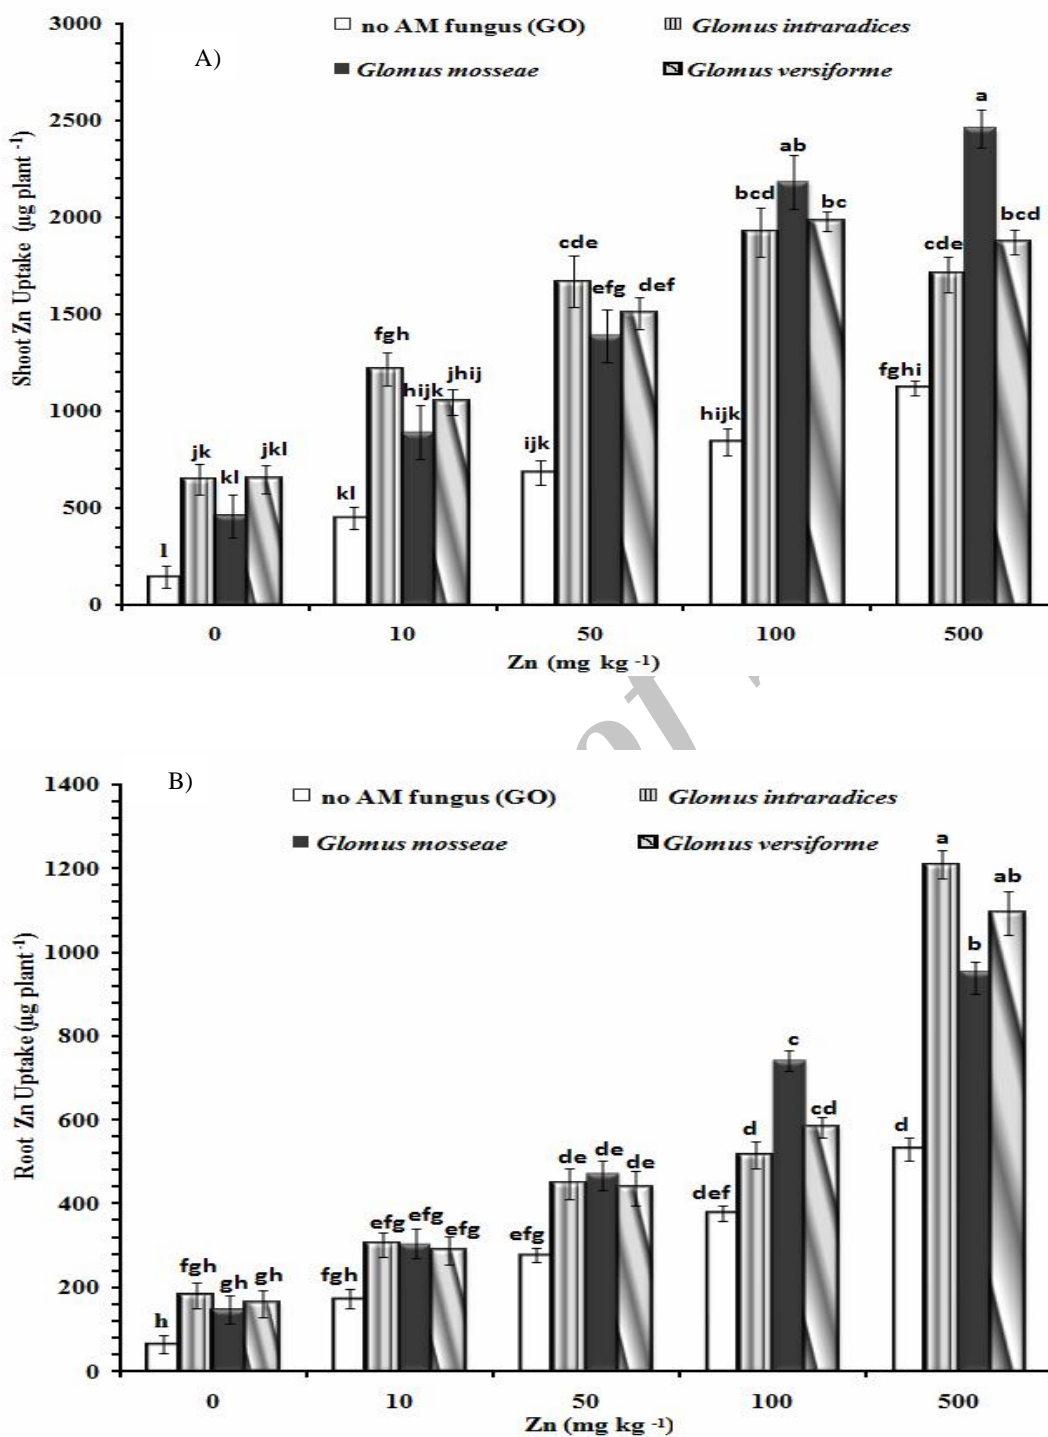 3000
2500
2000
1500
1000
500
0
Shoot Zn Uptake (µg plant -1)
A)
no AM fungus (GO)
Glomus intraradices
Glomus mosseae
Glomus versiforme
l
jk
kl
jkl
kl
fgh
hijk
jhij
ijk
cde
efg
def
hijk
bcd
ab
bc
fghi
cde
a
bcd
0 10 50 100 500
Zn (mg kg -1)
1400
1200
1000
800
600
400
200
0
Root Zn Uptake (µg plant-1)
B)
no AM fungus (GO)
Glomus intraradices
Glomus mosseae
Glomus versiforme
h
fgh
gh
gh
fgh
efg
efg
efg
efg
de
de
de
def
d
c
cd
d
a
b
ab
0 10 50 100 500
Zn (mg kg -1)